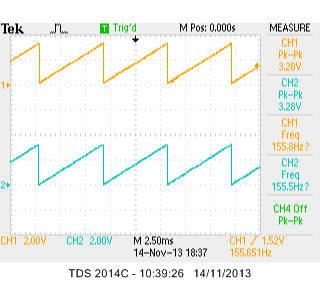 Tek T Trig'd M Pos: 0.000s MEASURE
CH1
Pk-Pk
3.28V
CH2
Pk-Pk
3.28V
CH1
Freq
155.8Hz?
CH2
Freq
155.5Hz?
CH4 Off
Pk-Pk
1
2
CH1 2.00V CH2 2.00V M 2.50ms CH1 / 1.52V
14-Nov-13 18:37 155.651Hz
TDS 2014C - 10:39:26 14/11/2013